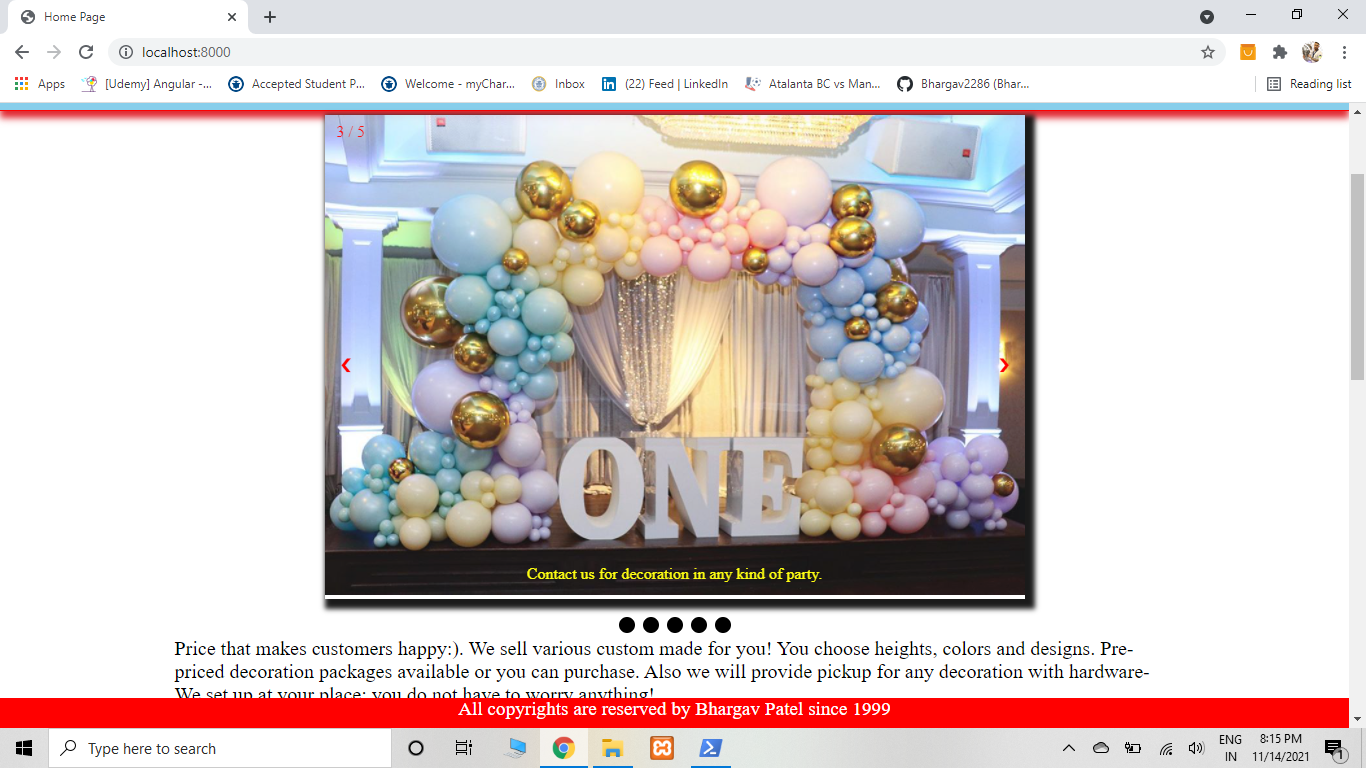 Home Page
localhost:8000
Apps
[Udemy] Angular -...
Accepted Student P...
Welcome - myChar...
Inbox
(22) Feed | LinkedIn
Atalanta BC vs Man...
Bhargav2286 (Bhar...
Reading list
3 / 5
❮
❯
ONE
Contact us for decoration in any kind of party.
Price that makes customers happy:). We sell various custom made for you! You choose heights, colors and designs. Pre-
priced decoration packages available or you can purchase. Also we will provide pickup for any decoration with hardware-
We set up at your place; you do not have to worry anything!
All copyrights are reserved by Bhargav Patel since 1999
Type here to search
ENG
IN
8:15 PM
11/14/2021
1